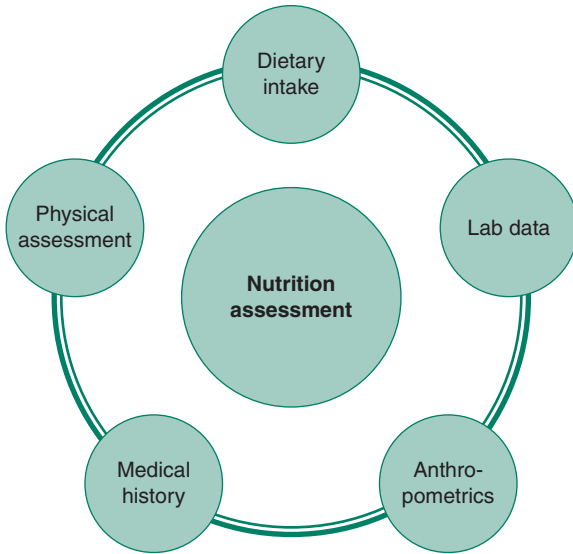 Dietary
intake
Physical
assessment
Lab data
Nutrition
assessment
Medical
history
Anthro-
pometrics